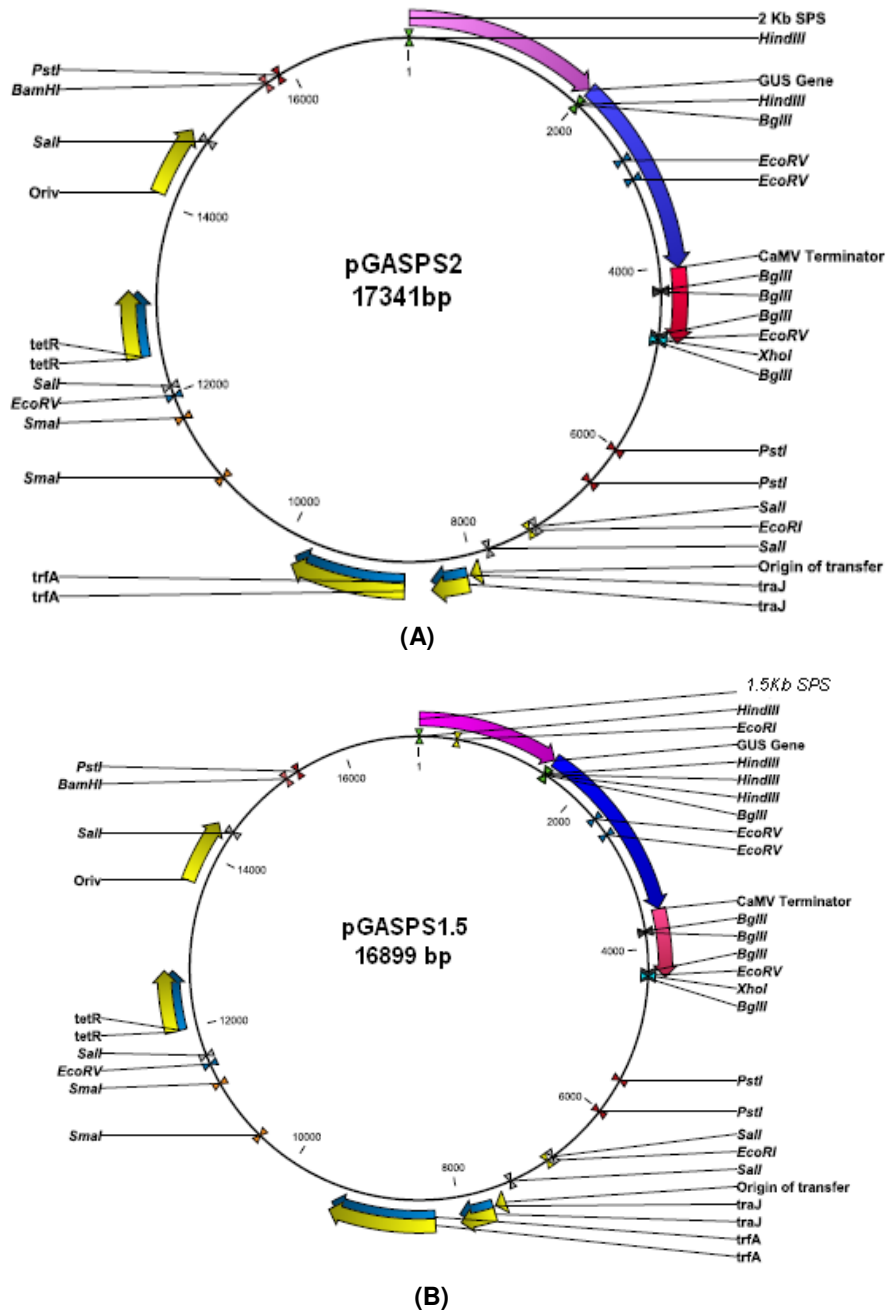 2 Kb SPS
HindIII
1
PstI
BamHI
16000
GUS Gene
HindIII
BglII
2000
SalI
EcoRV
EcoRV
Oriv
14000
pGASPS2
17341bp
4000
CaMV Terminator
BglII
BglII
BglII
EcoRV
XhoI
BglII
tetR
tetR
SalI
EcoRV
SmaI
12000
SmaI
6000
PstI
PstI
SalI
EcoRI
SalI
10000
8000
Origin of transfer
traJ
traJ
trfA
trfA
(A)
1.5Kb SPS
HindIII
EcoRI
GUS Gene
HindIII
HindIII
HindIII
BglII
EcoRV
EcoRV
1
16000
2000
PstI
BamHI
SalI
14000
Oriv
pGASPS1.5
16899 bp
4000
CaMV Terminator
BglII
BglII
BglII
EcoRV
XhoI
BglII
tetR
tetR
SalI
EcoRV
SmaI
12000
SmaI
6000
PstI
PstI
SalI
EcoRI
SalI
10000
8000
Origin of transfer
traJ
traJ
trfA
trfA
(B)